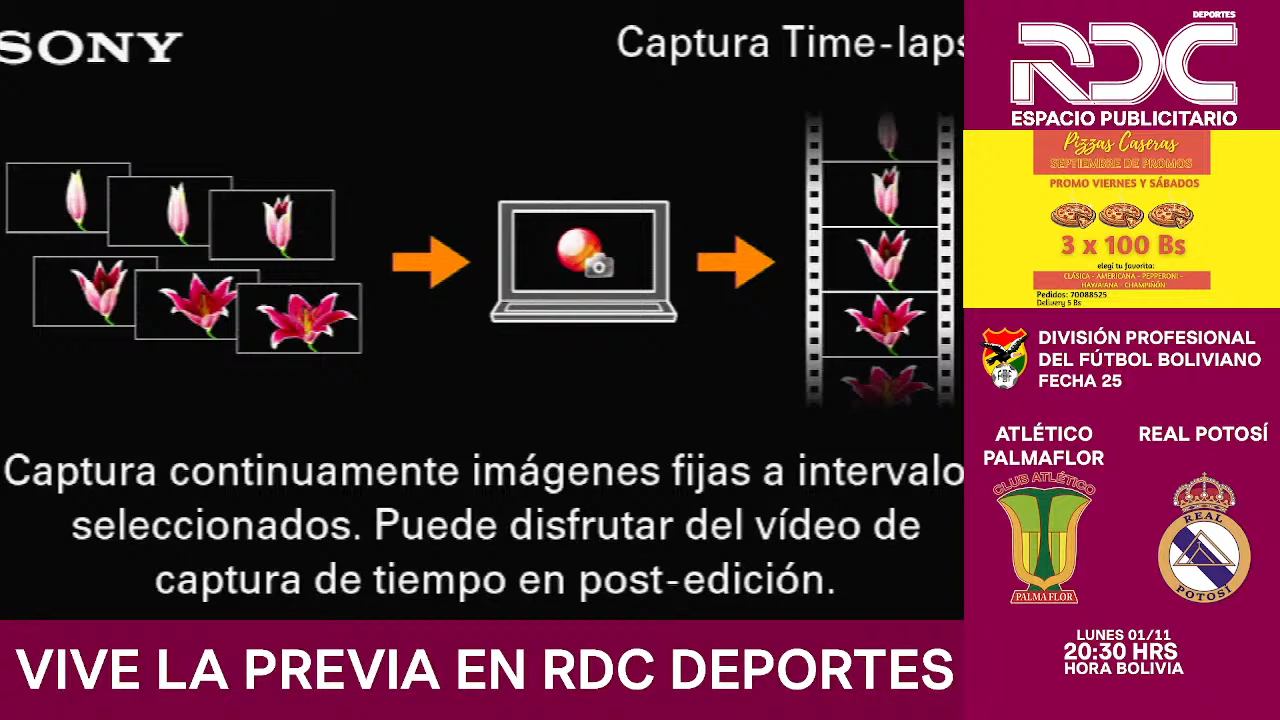 SONY
Captura Time-laps
Captura continuamente imágenes fijas a intervalo
seleccionados. Puede disfrutar del vídeo de
captura de tiempo en post-edición.
VIVE LA PREVIA EN RDC DEPORTES
DEPORTES
RDC
ESPACIO PUBLICITARIO
Pizzas Caseras
SEPTIEMBRE DE PROMOS
PROMO VIERNES Y SÁBADOS
3 x 100 Bs
elegí tu favorita:
CLÁSICA - AMERICANA - PEPPERONI -
HAWAIANA - CHAMPIÑÓN
Pedidos: 70088525
Delivery 5 Bs
DIVISIÓN PROFESIONAL
DEL FÚTBOL BOLIVIANO
FECHA 25
FBF
ATLÉTICO
PALMAFLOR
REAL POTOSÍ
CLUB ATLÉTICO
PALMA FLOR
REAL
POTOSI
LUNES 01/11
20:30 HRS
HORA BOLIVIA